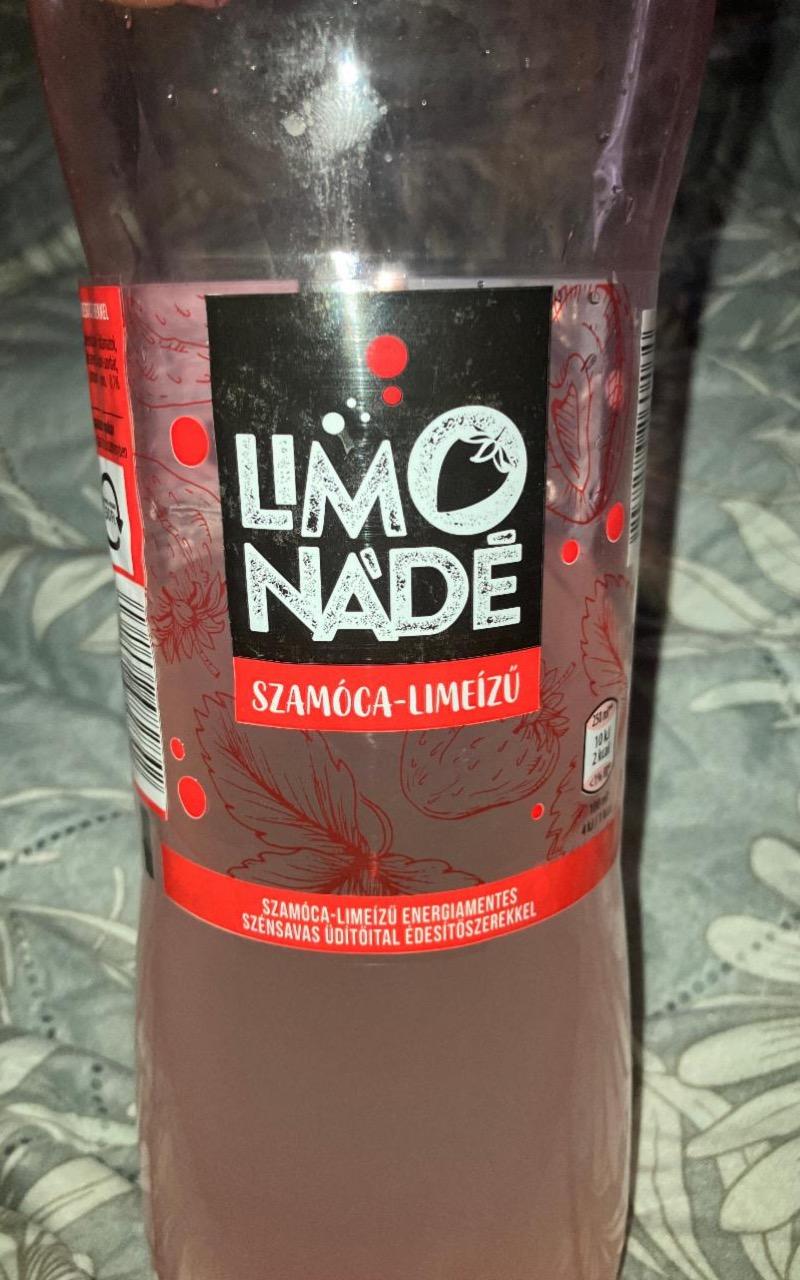 LIMO
NÁDÉ
SZAMÓCA-LIMEÍZŰ
250 ml
10 kJ
2 kcal
SZAMÓCA-LIMEÍZŰ ENERGIAMENTES
SZÉNSAVAS ÜDÍTŐITAL ÉDESÍTŐSZEREKKEL